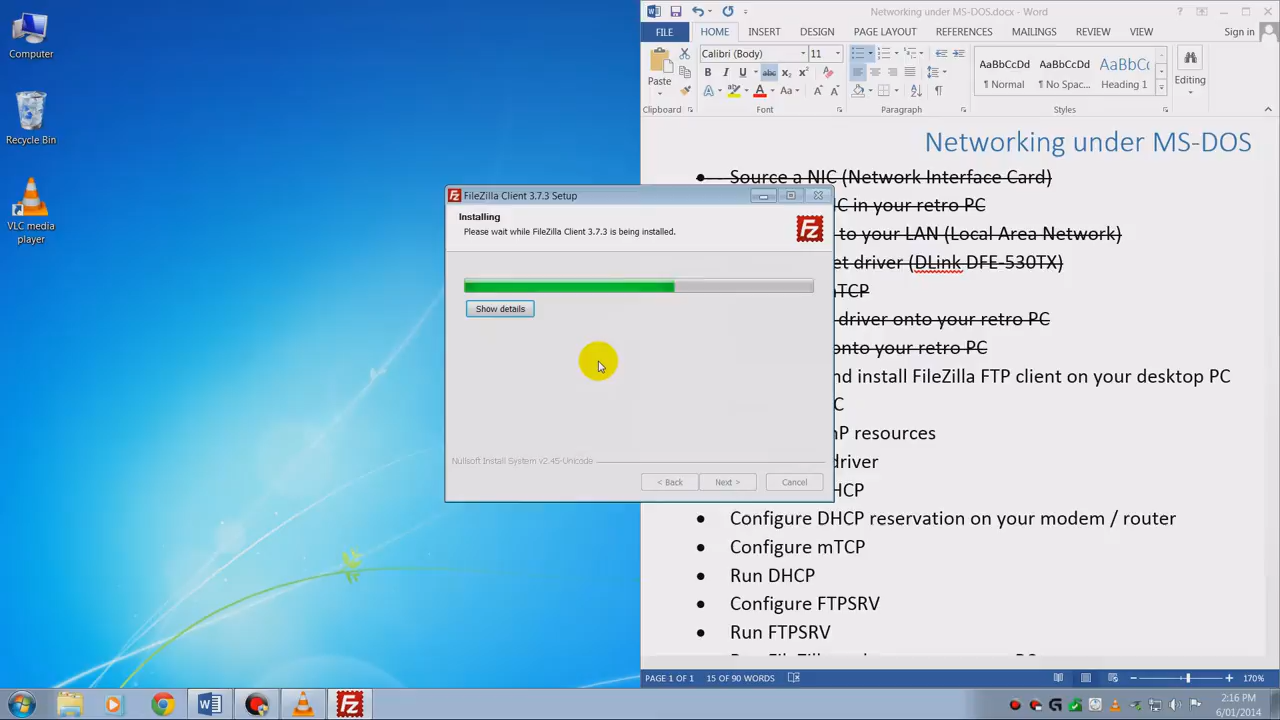 Computer
Recycle Bin
VLC media
player
Networking under MS-DOS.docx - Word
FILE HOME INSERT DESIGN PAGE LAYOUT REFERENCES MAILINGS REVIEW VIEW Sign in
Paste
Calibri (Body) 11
B I U abc x₂ x²
A A Aa A A
AaBbCcDd AaBbCcDd AaBbCc
¶ Normal ¶ No Spac... Heading 1
Editing
Clipboard Font Paragraph Styles
Networking under MS-DOS
Source a NIC (Network Interface Card)
IC in your retro PC
to your LAN (Local Area Network)
et driver (DLink DFE-530TX)
mTCP
driver onto your retro PC
onto your retro PC
nd install FileZilla FTP client on your desktop PC
C
nP resources
driver
HCP
Configure DHCP reservation on your modem / router
Configure mTCP
Run DHCP
Configure FTPSRV
Run FTPSRV
FileZilla Client 3.7.3 Setup
Installing
Please wait while FileZilla Client 3.7.3 is being installed.
Fz
Show details
Nullsoft Install System v2.45-Unicode
< Back Next > Cancel
PAGE 1 OF 1 15 OF 90 WORDS 170%
2:16 PM
6/01/2014